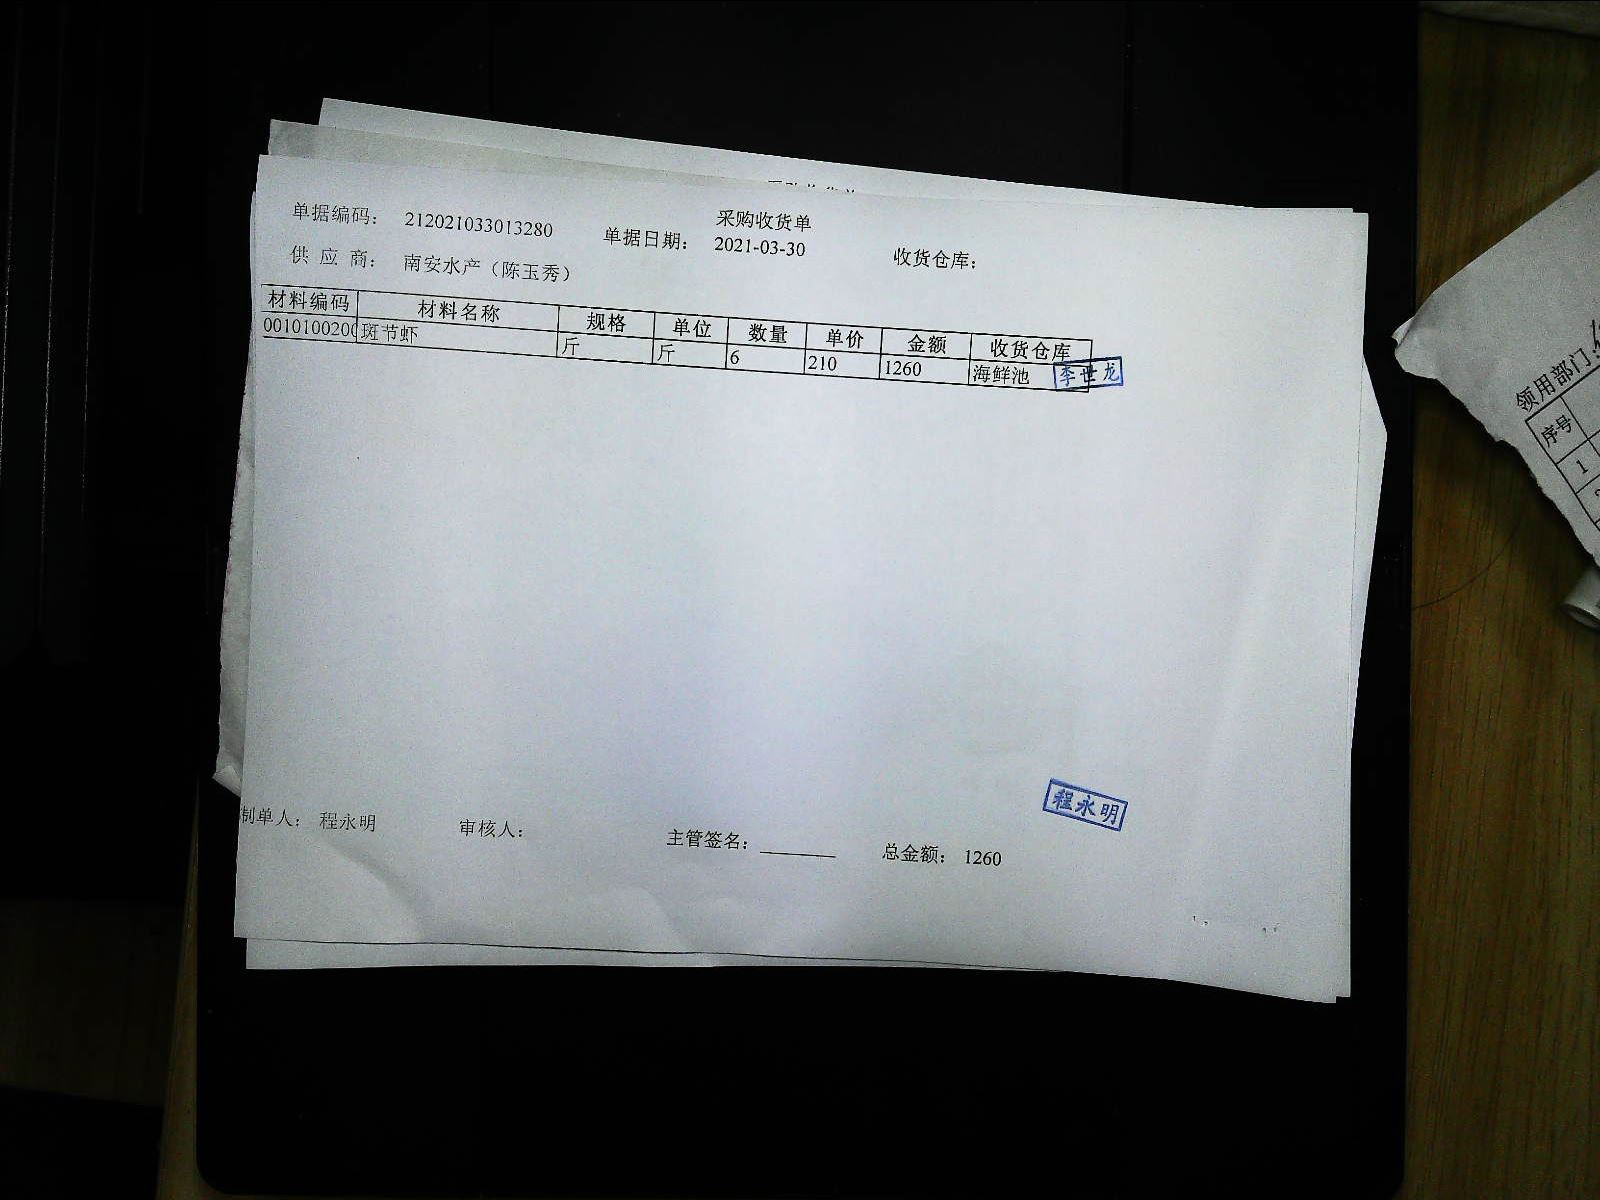 采购收货单
单据编码： 212021033013280 单据日期： 2021-03-30 收货仓库：
供 应 商： 南安水产（陈玉秀）
材料编码 材料名称 规格 单位 数量 单价 金额 收货仓库
0010100200 斑节虾 斤 斤 6 210 1260 海鲜池
李世龙
程永明
制单人： 程永明 审核人： 主管签名： 总金额： 1260
领用部门：
序号
1